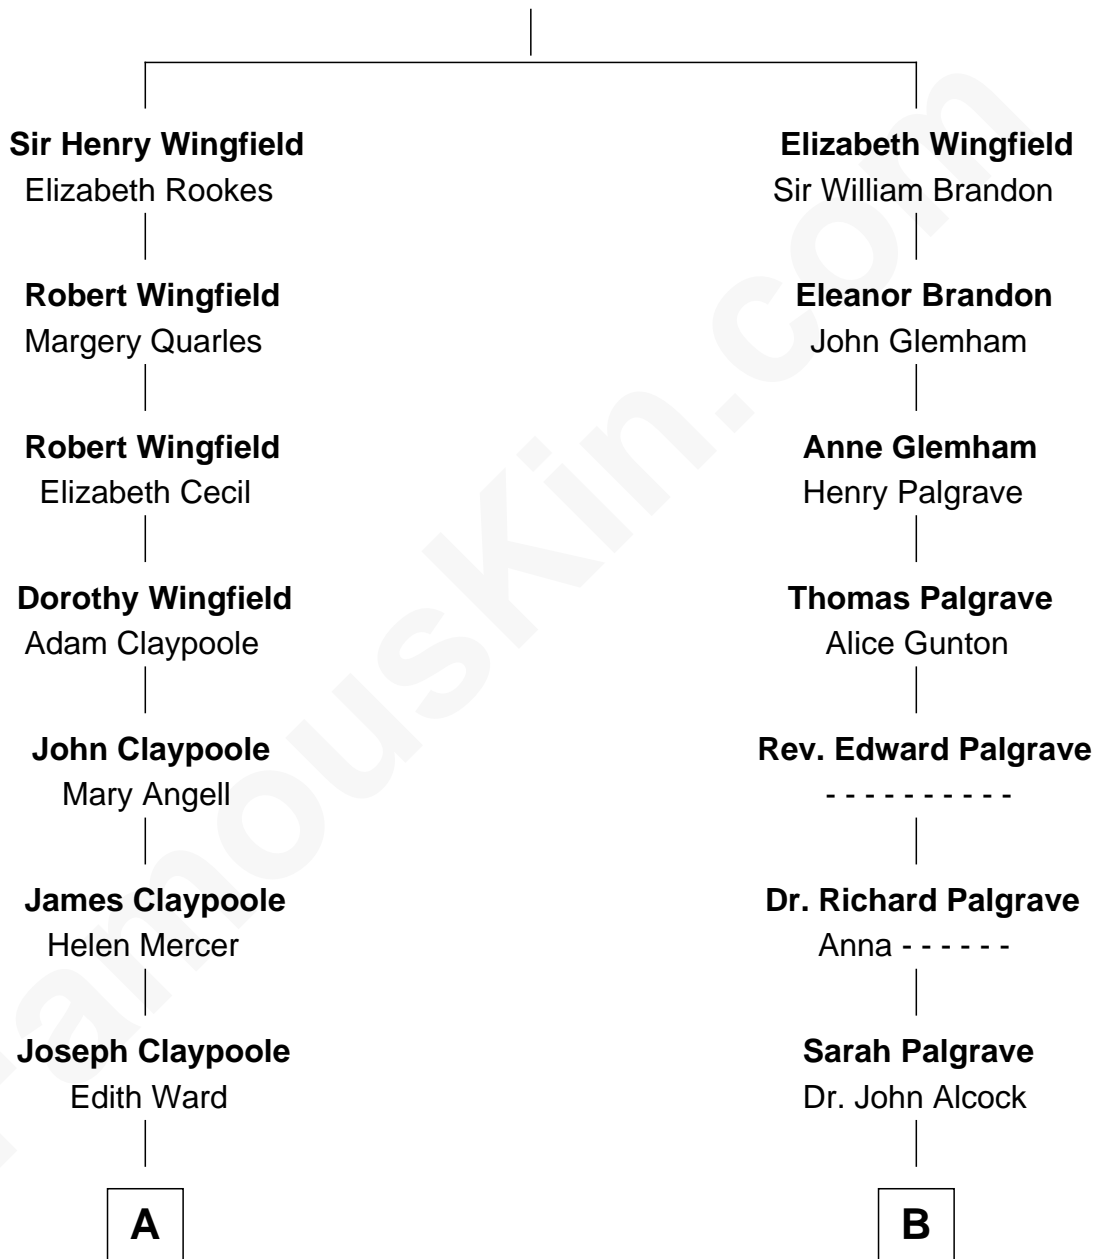 Sir Henry Wingfield
Elizabeth Rookes
Robert Wingfield
Margery Quarles
Robert Wingfield
Elizabeth Cecil
Dorothy Wingfield
Adam Claypoole
John Claypoole
Mary Angell
James Claypoole
Helen Mercer
Joseph Claypoole
Edith Ward
A
Elizabeth Wingfield
Sir William Brandon
Eleanor Brandon
John Glemham
Anne Glemham
Henry Palgrave
Thomas Palgrave
Alice Gunton
Rev. Edward Palgrave
- - - - - - - - - -
Dr. Richard Palgrave
Anna - - - - - -
Sarah Palgrave
Dr. John Alcock
B
FamousKin.com